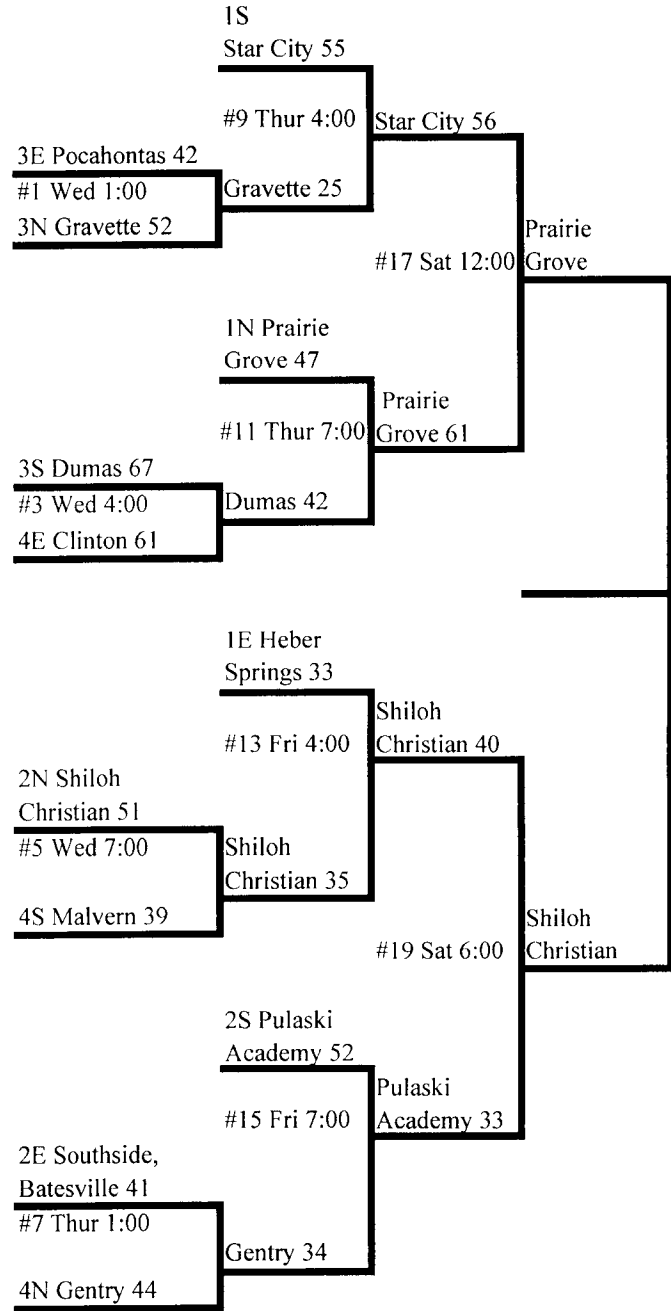 1S
Star City 55
#9 Thur 4:00
Star City 56
3E Pocahontas 42
#1 Wed 1:00
3N Gravette 52
Gravette 25
#17 Sat 12:00
Prairie
Grove
1N Prairie
Grove 47
#11 Thur 7:00
Prairie
Grove 61
3S Dumas 67
#3 Wed 4:00
4E Clinton 61
Dumas 42
1E Heber
Springs 33
#13 Fri 4:00
Shiloh
Christian 40
2N Shiloh
Christian 51
#5 Wed 7:00
4S Malvern 39
Shiloh
Christian 35
#19 Sat 6:00
Shiloh
Christian
2S Pulaski
Academy 52
#15 Fri 7:00
Pulaski
Academy 33
2E Southside,
Batesville 41
#7 Thur 1:00
4N Gentry 44
Gentry 34